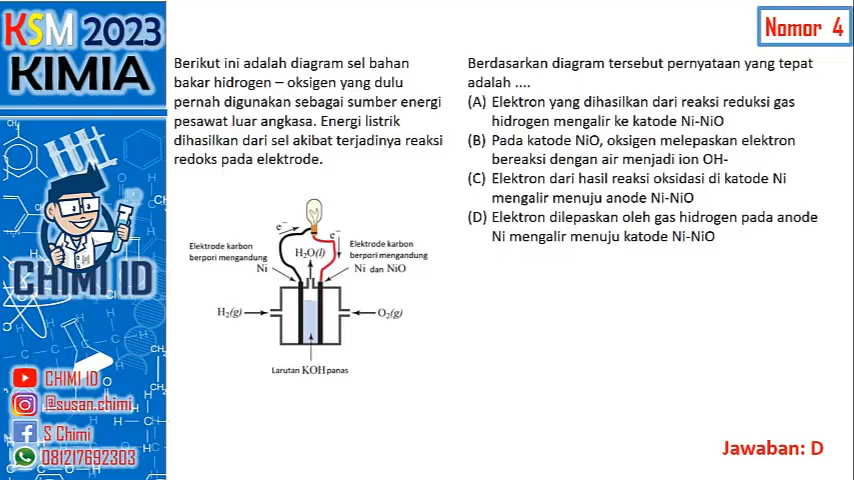 KSM 2023
KIMIA
CHIMI ID
CHIMI ID
@susan.chimi
S Chimi
081217692303
Nomor 4
Berikut ini adalah diagram sel bahan
bakar hidrogen – oksigen yang dulu
pernah digunakan sebagai sumber energi
pesawat luar angkasa. Energi listrik
dihasilkan dari sel akibat terjadinya reaksi
redoks pada elektrode.
e⁻
e⁻
Elektrode karbon
berpori mengandung
Ni
H₂O(l)
Elektrode karbon
berpori mengandung
Ni dan NiO
H₂(g)
O₂(g)
Larutan KOH panas
Berdasarkan diagram tersebut pernyataan yang tepat
adalah ....
(A) Elektron yang dihasilkan dari reaksi reduksi gas
hidrogen mengalir ke katode Ni-NiO
(B) Pada katode NiO, oksigen melepaskan elektron
bereaksi dengan air menjadi ion OH-
(C) Elektron dari hasil reaksi oksidasi di katode Ni
mengalir menuju anode Ni-NiO
(D) Elektron dilepaskan oleh gas hidrogen pada anode
Ni mengalir menuju katode Ni-NiO
Jawaban: D